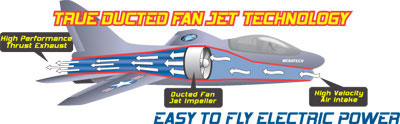 TRUE DUCTED FAN JET TECHNOLOGY
High Performance
Thrust Exhaust
MEGATECH
Ducted Fan
Jet Impeller
High Velocity
Air Intake
EASY TO FLY ELECTRIC POWER